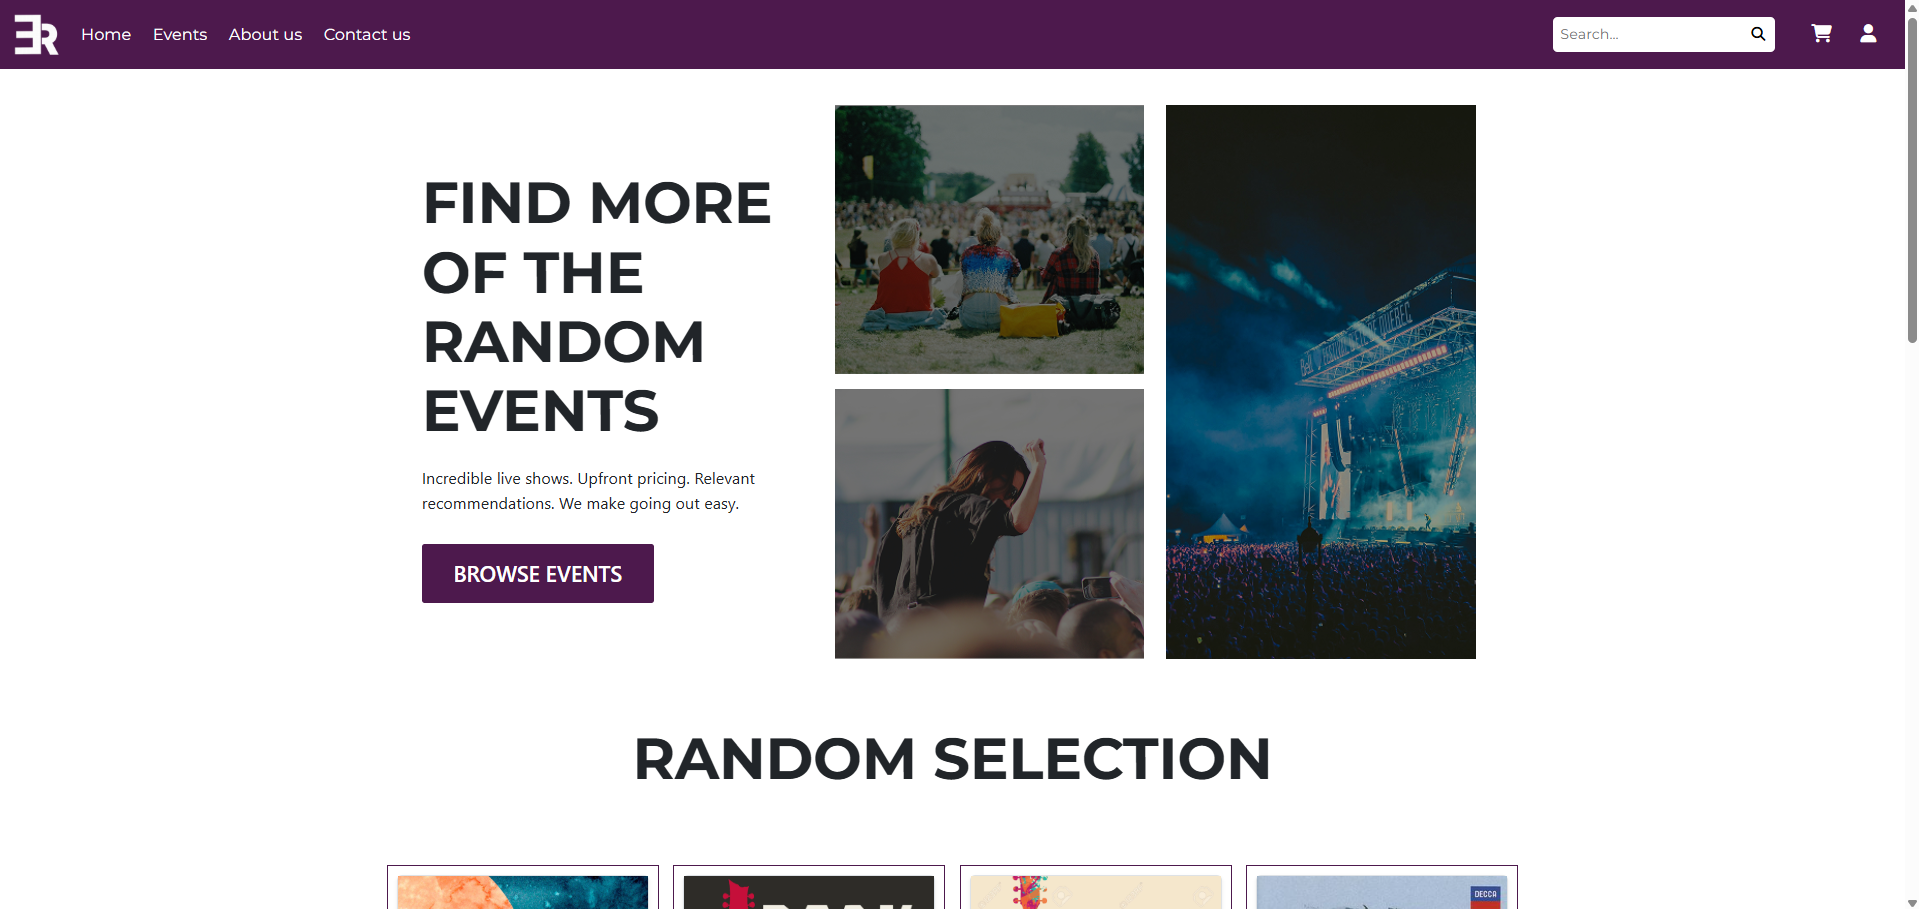 ER
Home
Events
About us
Contact us
Search...
FIND MORE
OF THE
RANDOM
EVENTS
Incredible live shows. Upfront pricing. Relevant
recommendations. We make going out easy.
BROWSE EVENTS
RANDOM SELECTION
DECCA